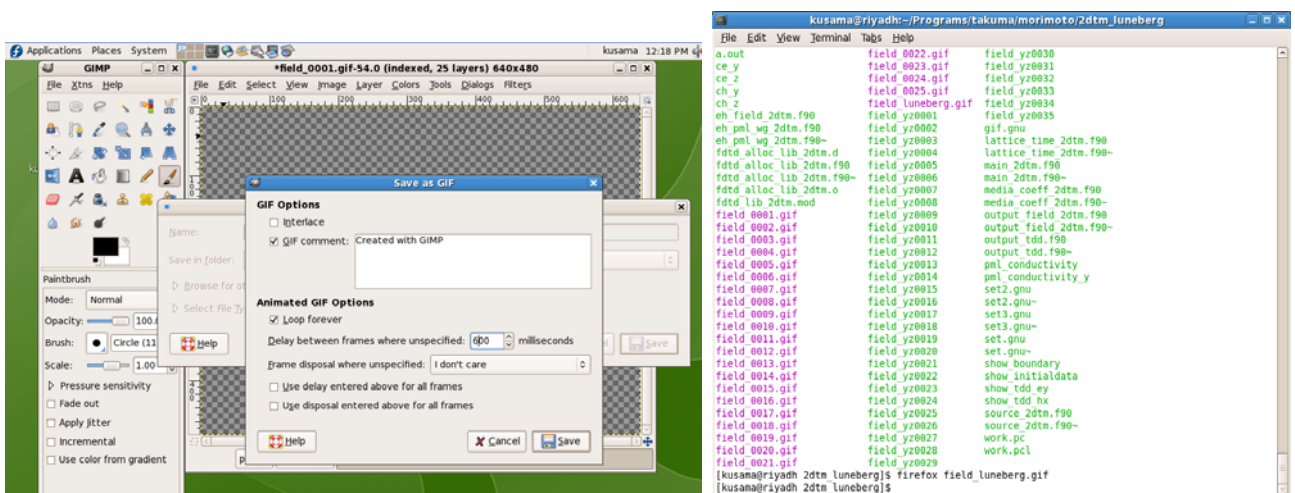 Applications Places System
kusama 12:18 PM
GIMP
File Xtns Help
Paintbrush
Mode: Normal
Opacity: 100.
Brush: Circle (11
Scale: 1.00
Pressure sensitivity
Fade out
Apply Jitter
Incremental
Use color from gradient
*field_0001.gif-54.0 (indexed, 25 layers) 640x480
File Edit Select View Image Layer Colors Tools Dialogs Filters
0 100 200 300 400 500 600
Name:
Save in folder:
Browse for ot
Select File Ty
Help
Save
Save as GIF
GIF Options
Interlace
GIF comment: Created with GIMP
Animated GIF Options
Loop forever
Delay between frames where unspecified: 600 milliseconds
Frame disposal where unspecified: I don't care
Use delay entered above for all frames
Use disposal entered above for all frames
Help Cancel Save
kusama@riyadh:~/Programs/takuma/morimoto/2dtm_luneberg
File Edit View Terminal Tabs Help
a.out field_0022.gif field_yz0030
ce_y field_0023.gif field_yz0031
ce_z field_0024.gif field_yz0032
ch_y field_0025.gif field_yz0033
ch_z field_luneberg.gif field_yz0034
eh_field_2dtm.f90 field_yz0001 field_yz0035
eh_pml_wg_2dtm.f90 field_yz0002 gif.gnu
eh_pml_wg_2dtm.f90~ field_yz0003 lattice_time_2dtm.f90
fdtd_alloc_lib_2dtm.d field_yz0004 lattice_time_2dtm.f90~
fdtd_alloc_lib_2dtm.f90 field_yz0005 main_2dtm.f90
fdtd_alloc_lib_2dtm.f90~ field_yz0006 main_2dtm.f90~
fdtd_alloc_lib_2dtm.o field_yz0007 media_coeff_2dtm.f90
fdtd_lib_2dtm.mod field_yz0008 media_coeff_2dtm.f90~
field_0001.gif field_yz0009 output_field_2dtm.f90
field_0002.gif field_yz0010 output_field_2dtm.f90~
field_0003.gif field_yz0011 output_tdd.f90
field_0004.gif field_yz0012 output_tdd.f90~
field_0005.gif field_yz0013 pml_conductivity
field_0006.gif field_yz0014 pml_conductivity_y
field_0007.gif field_yz0015 set2.gnu
field_0008.gif field_yz0016 set2.gnu~
field_0009.gif field_yz0017 set3.gnu
field_0010.gif field_yz0018 set3.gnu~
field_0011.gif field_yz0019 set.gnu
field_0012.gif field_yz0020 set.gnu~
field_0013.gif field_yz0021 show_boundary
field_0014.gif field_yz0022 show_initialdata
field_0015.gif field_yz0023 show_tdd_ey
field_0016.gif field_yz0024 show_tdd_hx
field_0017.gif field_yz0025 source_2dtm.f90
field_0018.gif field_yz0026 source_2dtm.f90~
field_0019.gif field_yz0027 work.pc
field_0020.gif field_yz0028 work.pcl
field_0021.gif field_yz0029
[kusama@riyadh 2dtm_luneberg]$ firefox field_luneberg.gif
[kusama@riyadh 2dtm_luneberg]$